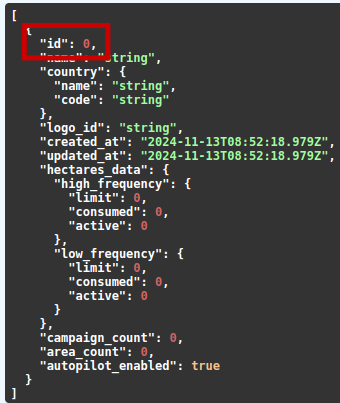 [
{
"id": 0,
"name": "string",
"country": {
"name": "string",
"code": "string"
},
"logo_id": "string",
"created_at": "2024-11-13T08:52:18.979Z",
"updated_at": "2024-11-13T08:52:18.979Z",
"hectares_data": {
"high_frequency": {
"limit": 0,
"consumed": 0,
"active": 0
},
"low_frequency": {
"limit": 0,
"consumed": 0,
"active": 0
}
},
"campaign_count": 0,
"area_count": 0,
"autopilot_enabled": true
}
]